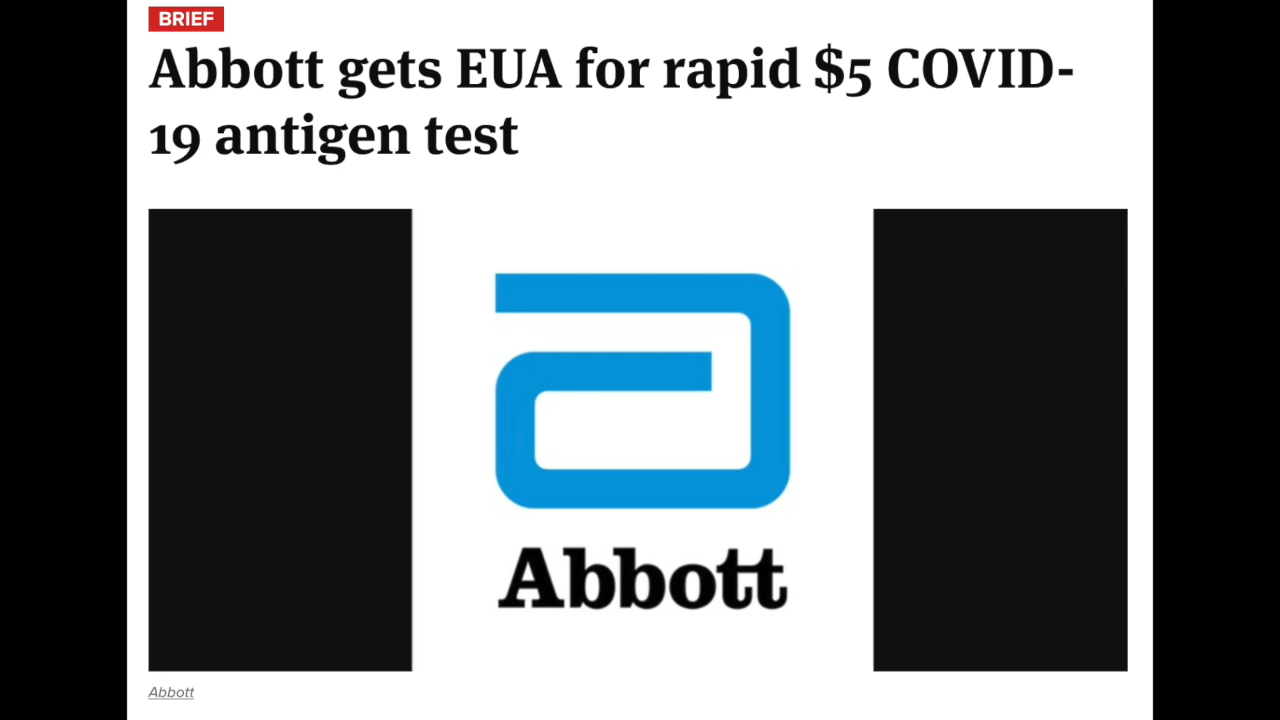 BRIEF
Abbott gets EUA for rapid $5 COVID-
19 antigen test
Abbott
Abbott